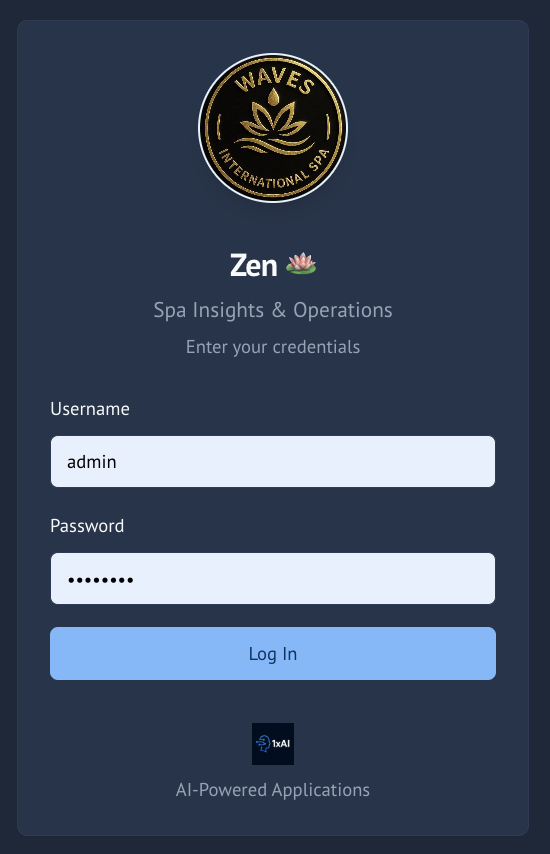 WAVES
INTERNATIONAL SPA
Zen 🪷
Spa Insights & Operations
Enter your credentials
Username
admin
Password
••••••••
Log In
1xAI
AI-Powered Applications